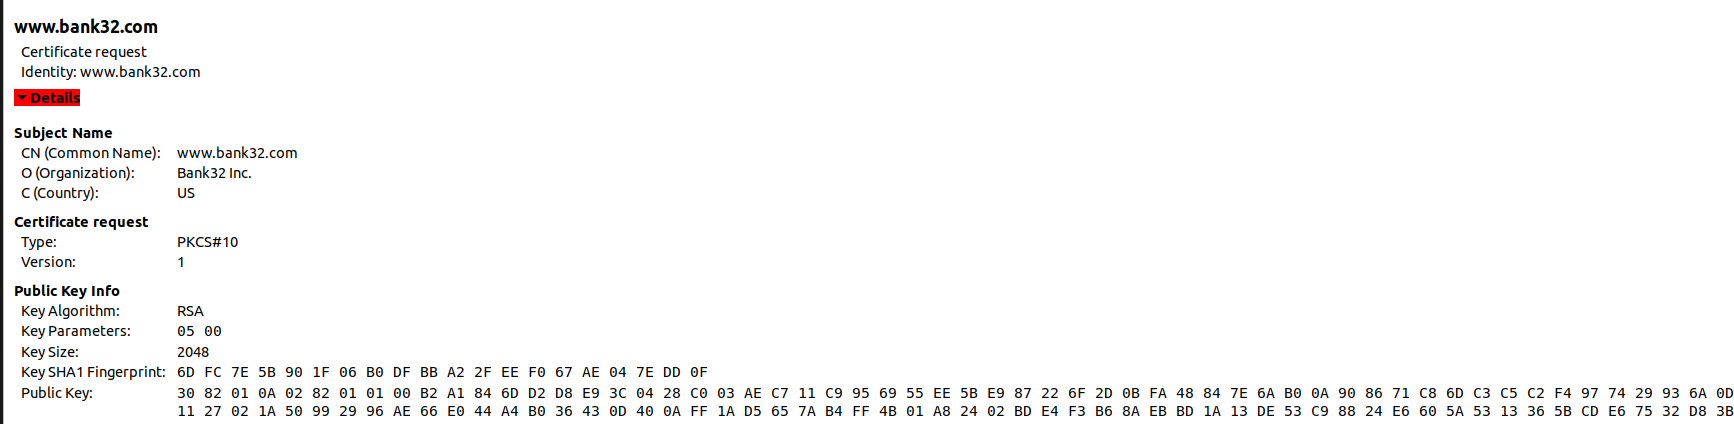 www.bank32.com
Certificate request
Identity: www.bank32.com
Details
Subject Name
CN (Common Name): www.bank32.com
O (Organization): Bank32 Inc.
C (Country): US
Certificate request
Type: PKCS#10
Version: 1
Public Key Info
Key Algorithm: RSA
Key Parameters: 05 00
Key Size: 2048
Key SHA1 Fingerprint: 6D FC 7E 5B 90 1F 06 B0 DF BB A2 2F EE F0 67 AE 04 7E DD 0F
Public Key: 30 82 01 0A 02 82 01 01 00 B2 A1 84 6D D2 D8 E9 3C 04 28 C0 03 AE C7 11 C9 95 69 55 EE 5B E9 87 22 6F 2D 0B FA 48 84 7E 6A B0 0A 90 86 71 C8 6D C3 C5 C2 F4 97 74 29 93 6A 0D
11 27 02 1A 50 99 29 96 AE 66 E0 44 A4 B0 36 43 0D 40 0A FF 1A D5 65 7A B4 FF 4B 01 A8 24 02 BD E4 F3 B6 8A EB BD 1A 13 DE 53 C9 88 24 E6 60 5A 53 13 36 5B CD E6 75 32 D8 3B